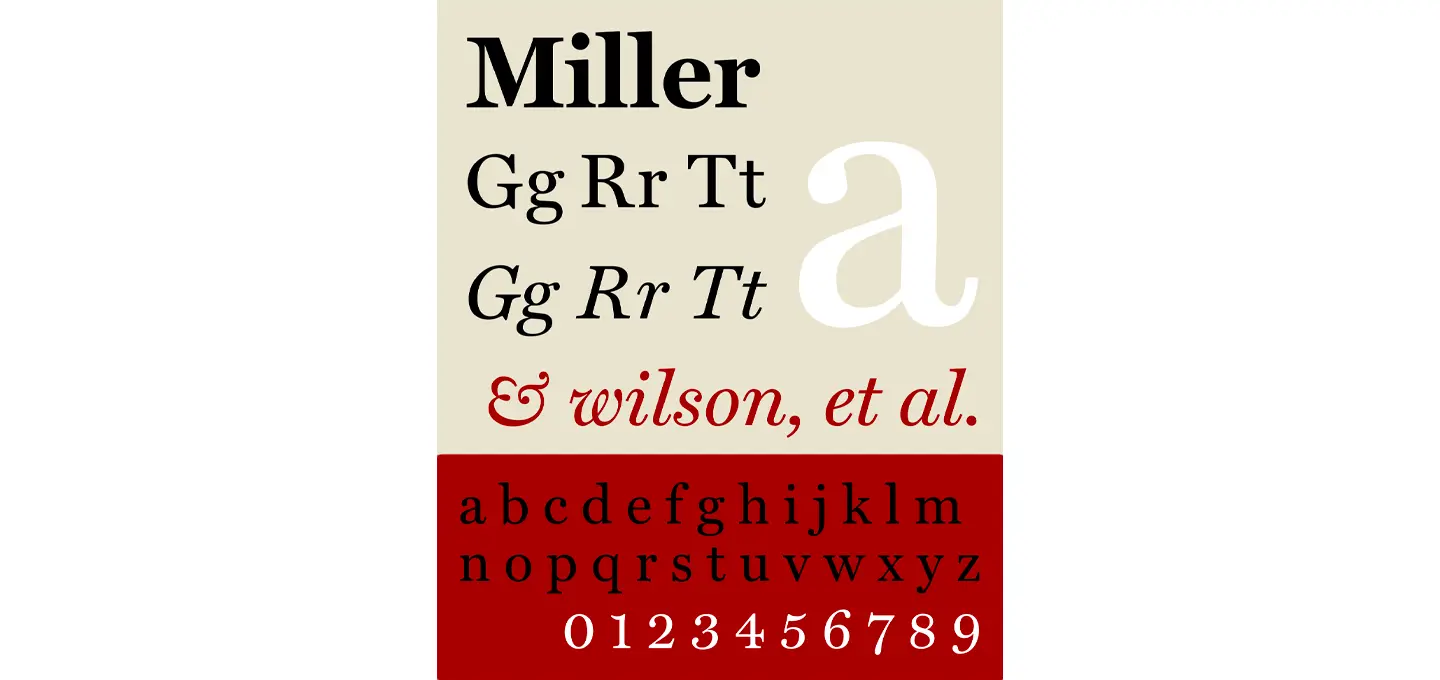 Miller
Gg Rr Tt
a
Gg Rr Tt
& wilson, et al.
a b c d e f g h i j k l m
n o p q r s t u v w x y z
0 1 2 3 4 5 6 7 8 9